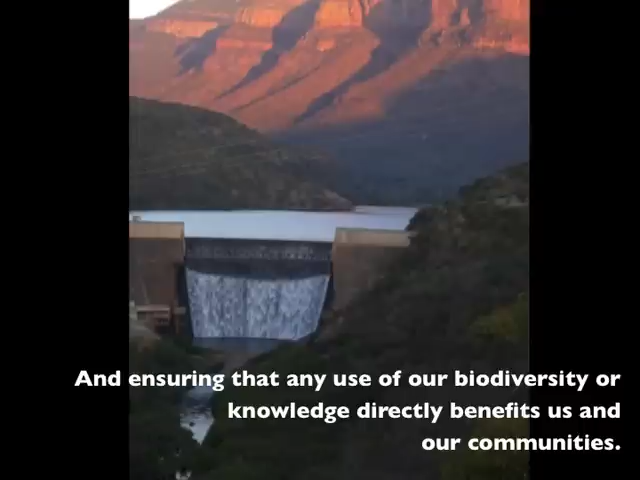 And ensuring that any use of our biodiversity or
knowledge directly benefits us and
our communities.